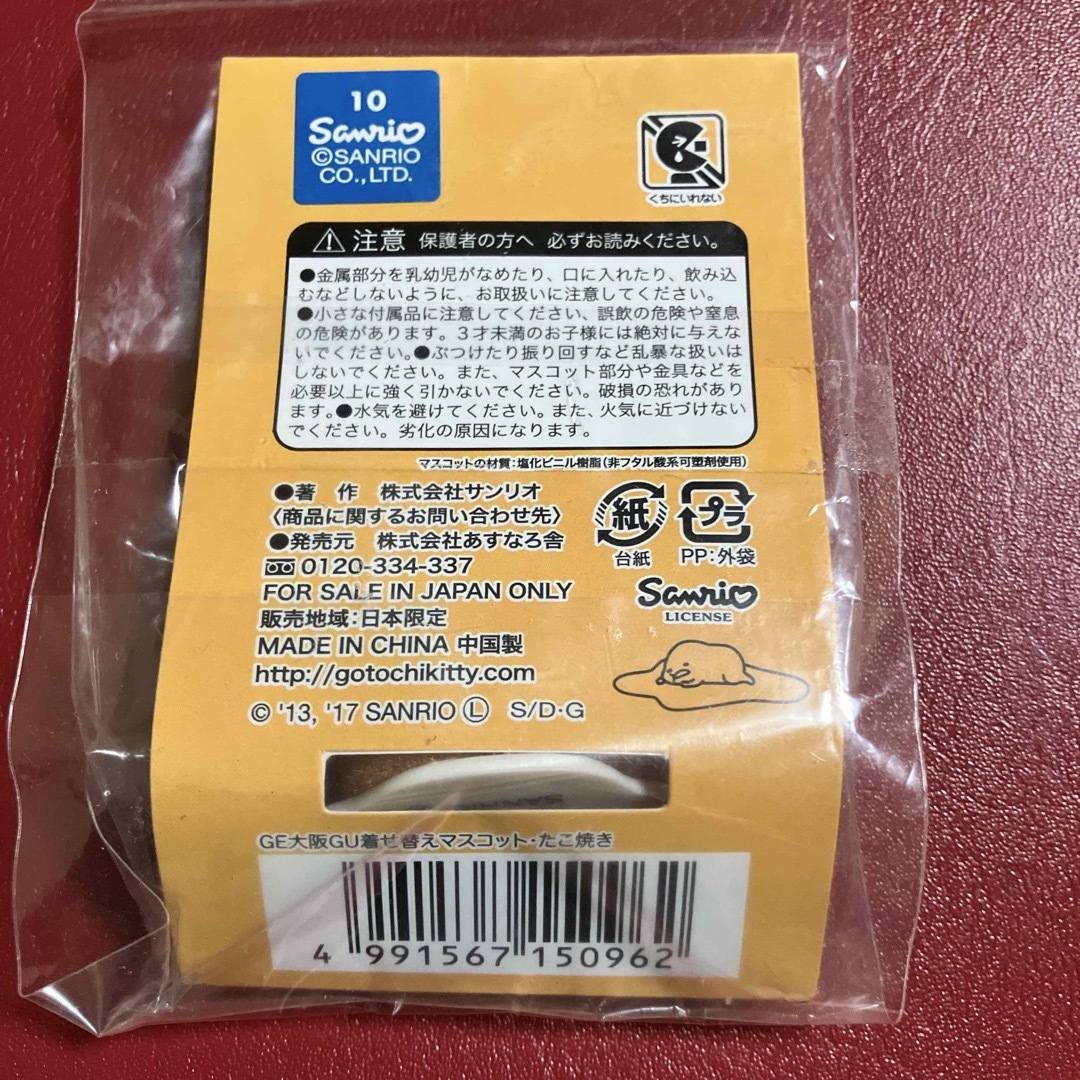 10
Sanrio
©SANRIO
CO.,LTD.
くちにいれない
注意 保護者の方へ 必ずお読みください。
●金属部分を乳幼児がなめたり、口に入れたり、飲み込
むなどしないように、お取扱いに注意してください。
●小さな付属品に注意してください、誤飲の危険や窒息
の危険があります。3才未満のお子様には絶対に与えな
いでください。●ぶつけたり振り回すなど乱暴な扱いは
しないでください。また、マスコット部分や金具などを
必要以上に強く引かないでください。破損の恐れがあり
ます。●水気を避けてください。また、火気に近づけない
でください。劣化の原因になります。
マスコットの材質:塩化ビニル樹脂(非フタル酸系可塑剤使用)
●著 作 株式会社サンリオ
〈商品に関するお問い合わせ先〉
●発売元 株式会社あすなろ舎
0120-334-337
FOR SALE IN JAPAN ONLY
販売地域:日本限定
MADE IN CHINA 中国製
http://gotochikitty.com
© '13, '17 SANRIO Ⓛ S/D・G
紙
台紙
プラ
PP:外袋
Sanrio
LICENSE
GE大阪GU着せ替えマスコット・たこ焼き
4 991567 150962